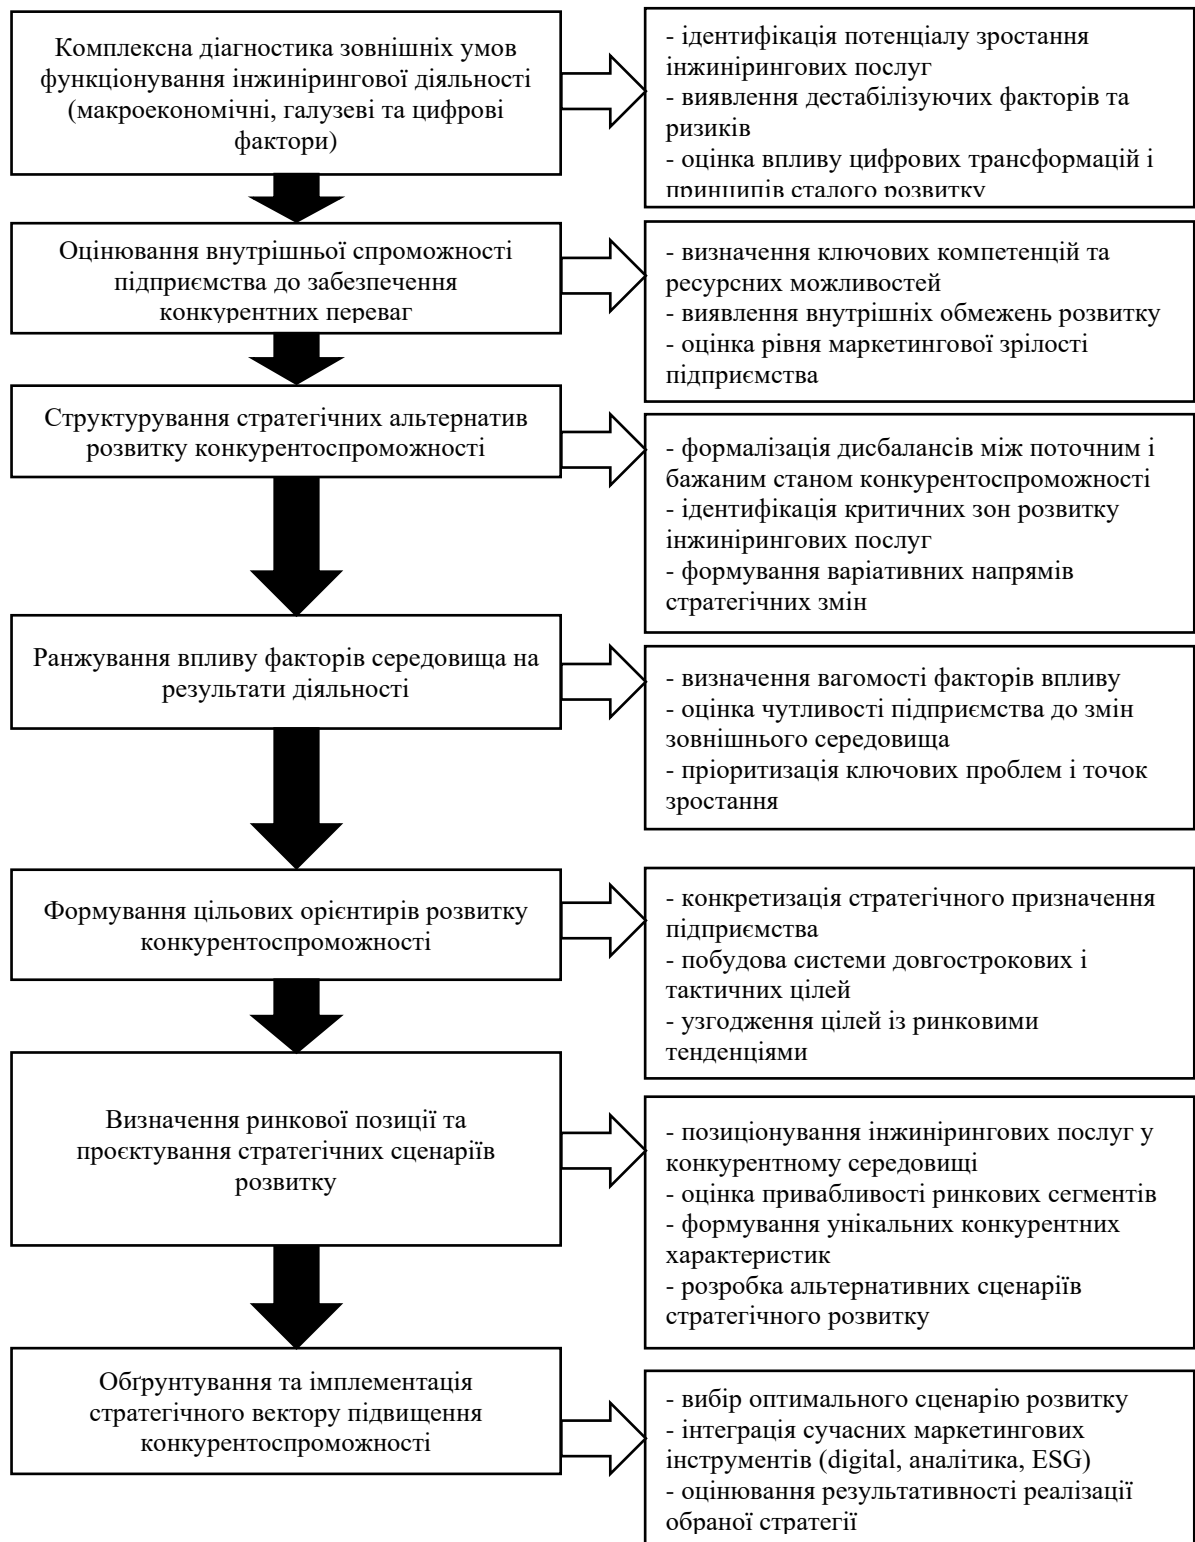 Комплексна діагностика зовнішніх умов
функціонування інжинірингової діяльності
(макроекономічні, галузеві та цифрові
фактори)
- ідентифікація потенціалу зростання
інжинірингових послуг
- виявлення дестабілізуючих факторів та
ризиків
- оцінка впливу цифрових трансформацій і
принципів сталого розвитку
Оцінювання внутрішньої спроможності
підприємства до забезпечення
конкурентних переваг
- визначення ключових компетенцій та
ресурсних можливостей
- виявлення внутрішніх обмежень розвитку
- оцінка рівня маркетингової зрілості
підприємства
Структурування стратегічних альтернатив
розвитку конкурентоспроможності
- формалізація дисбалансів між поточним і
бажаним станом конкурентоспроможності
- ідентифікація критичних зон розвитку
інжинірингових послуг
- формування варіативних напрямів
стратегічних змін
Ранжування впливу факторів середовища на
результати діяльності
- визначення вагомості факторів впливу
- оцінка чутливості підприємства до змін
зовнішнього середовища
- пріоритизація ключових проблем і точок
зростання
Формування цільових орієнтирів розвитку
конкурентоспроможності
- конкретизація стратегічного призначення
підприємства
- побудова системи довгострокових і
тактичних цілей
- узгодження цілей із ринковими
тенденціями
Визначення ринкової позиції та
проєктування стратегічних сценаріїв
розвитку
- позиціонування інжинірингових послуг у
конкурентному середовищі
- оцінка привабливості ринкових сегментів
- формування унікальних конкурентних
характеристик
- розробка альтернативних сценаріїв
стратегічного розвитку
Обґрунтування та імплементація
стратегічного вектору підвищення
конкурентоспроможності
- вибір оптимального сценарію розвитку
- інтеграція сучасних маркетингових
інструментів (digital, аналітика, ESG)
- оцінювання результативності реалізації
обраної стратегії